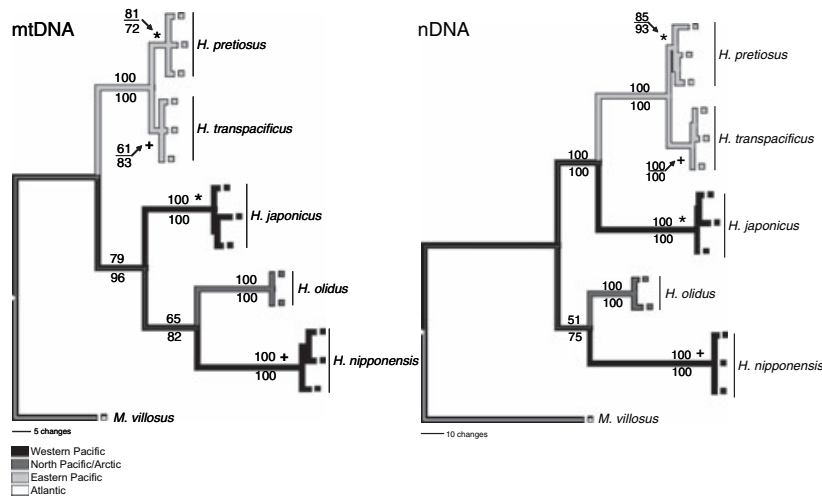 mtDNA
81
72
*
H. pretiosus
100
100
H. transpacificus
61
83
+
100 *
100
H. japonicus
79
96
100
100
H. olidus
65
82
100 +
100
H. nipponensis
M. villosus
5 changes
Western Pacific
North Pacific/Arctic
Eastern Pacific
Atlantic
nDNA
85
93
*
H. pretiosus
100
100
H. transpacificus
100
100
+
100
100
100 *
100
H. japonicus
100
100
H. olidus
51
75
100 +
100
H. nipponensis
M. villosus
10 changes